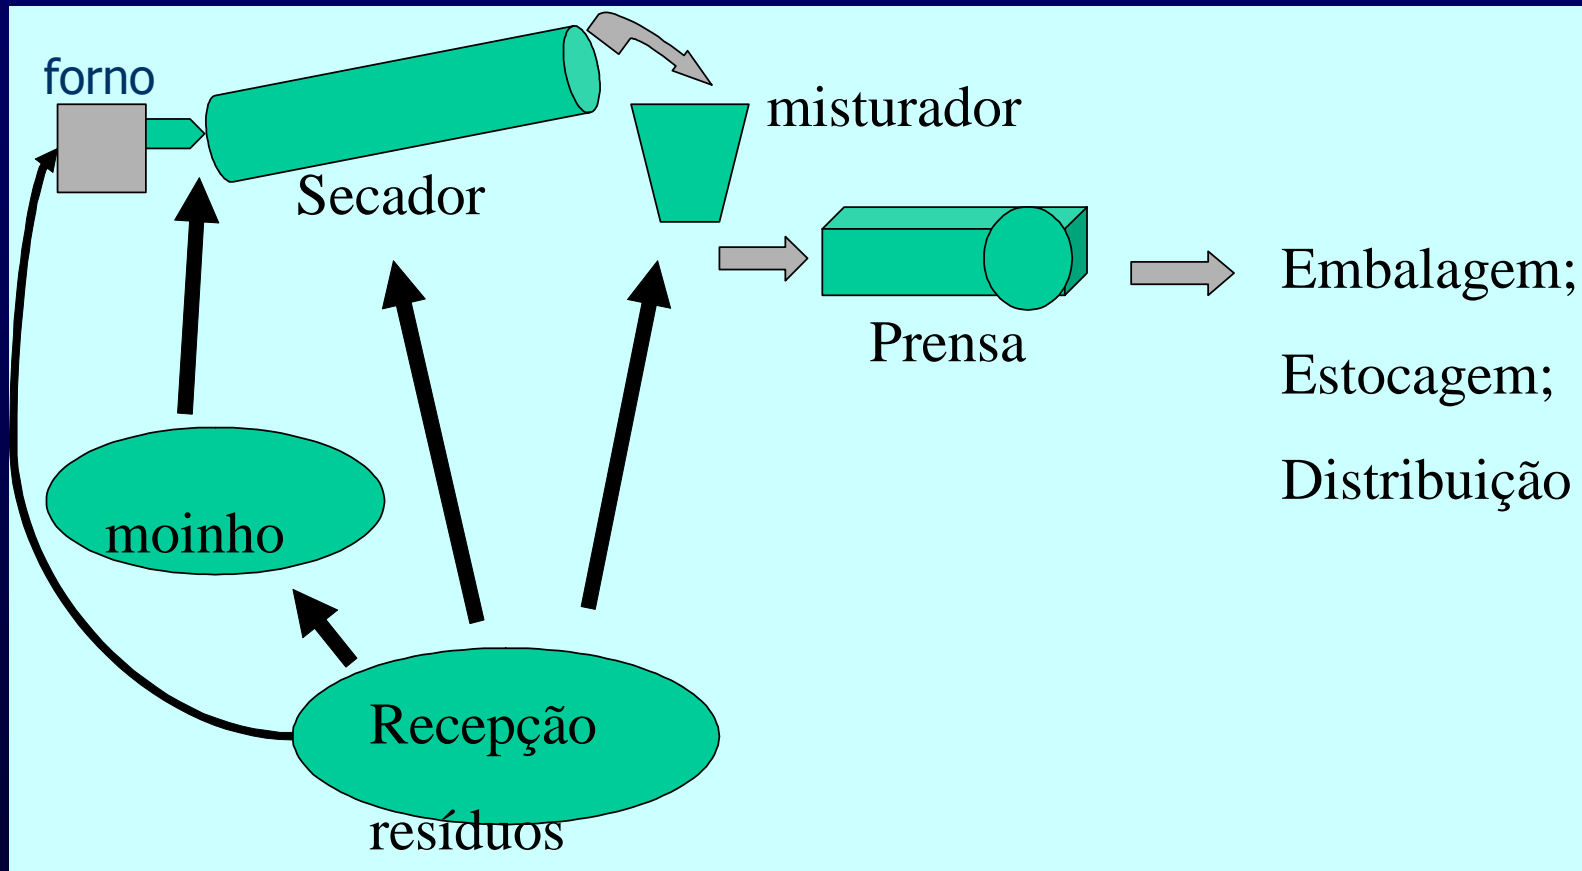 forno
misturador
Secador
Embalagem;
Prensa
Estocagem;
Distribuição
moinho
Recepção
resíduos